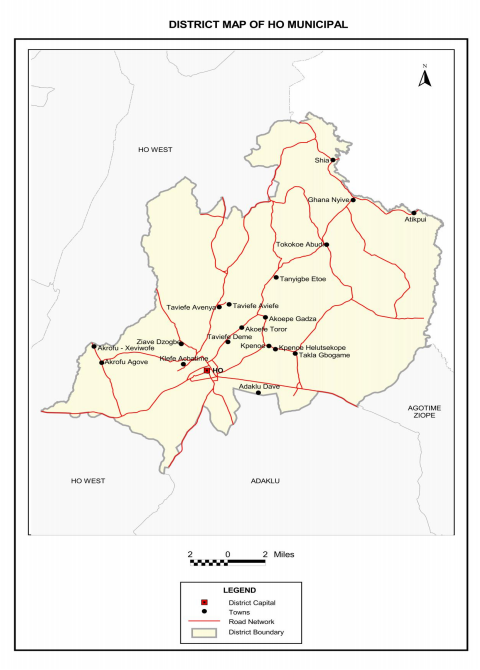 DISTRICT MAP OF HO MUNICIPAL
N
HO WEST
Shia
Ghana Nyive
Atikpui
Tokokoe Abudi
Tanyigbe Etoe
Taviefe Avenya
Taviefe Aviefe
Akoepe Gadza
Akoefe Toror
Taviefe Deme
Ziave Dzogbe
Akrofu - Xeviwofe
Kpenoe
Kpenoe Helutsekope
Takla Gbogame
Klefe Achatime
Akrofu Agove
HO
Adaklu Dave
AGOTIME
ZIOPE
HO WEST
ADAKLU
2 0 2 Miles
LEGEND
District Capital
Towns
Road Network
District Boundary